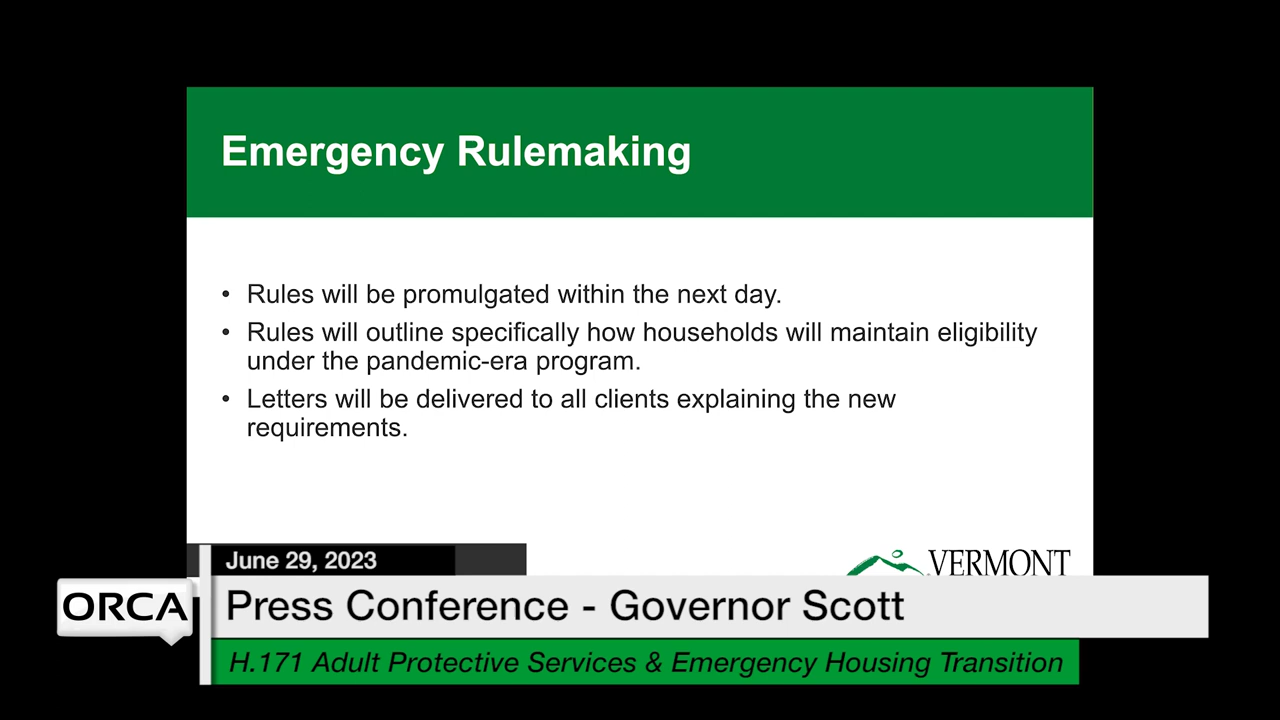 Emergency Rulemaking
• Rules will be promulgated within the next day.
• Rules will outline specifically how households will maintain eligibility
under the pandemic-era program.
• Letters will be delivered to all clients explaining the new
requirements.
VERMONT
June 29, 2023
ORCA
Press Conference - Governor Scott
H.171 Adult Protective Services & Emergency Housing Transition